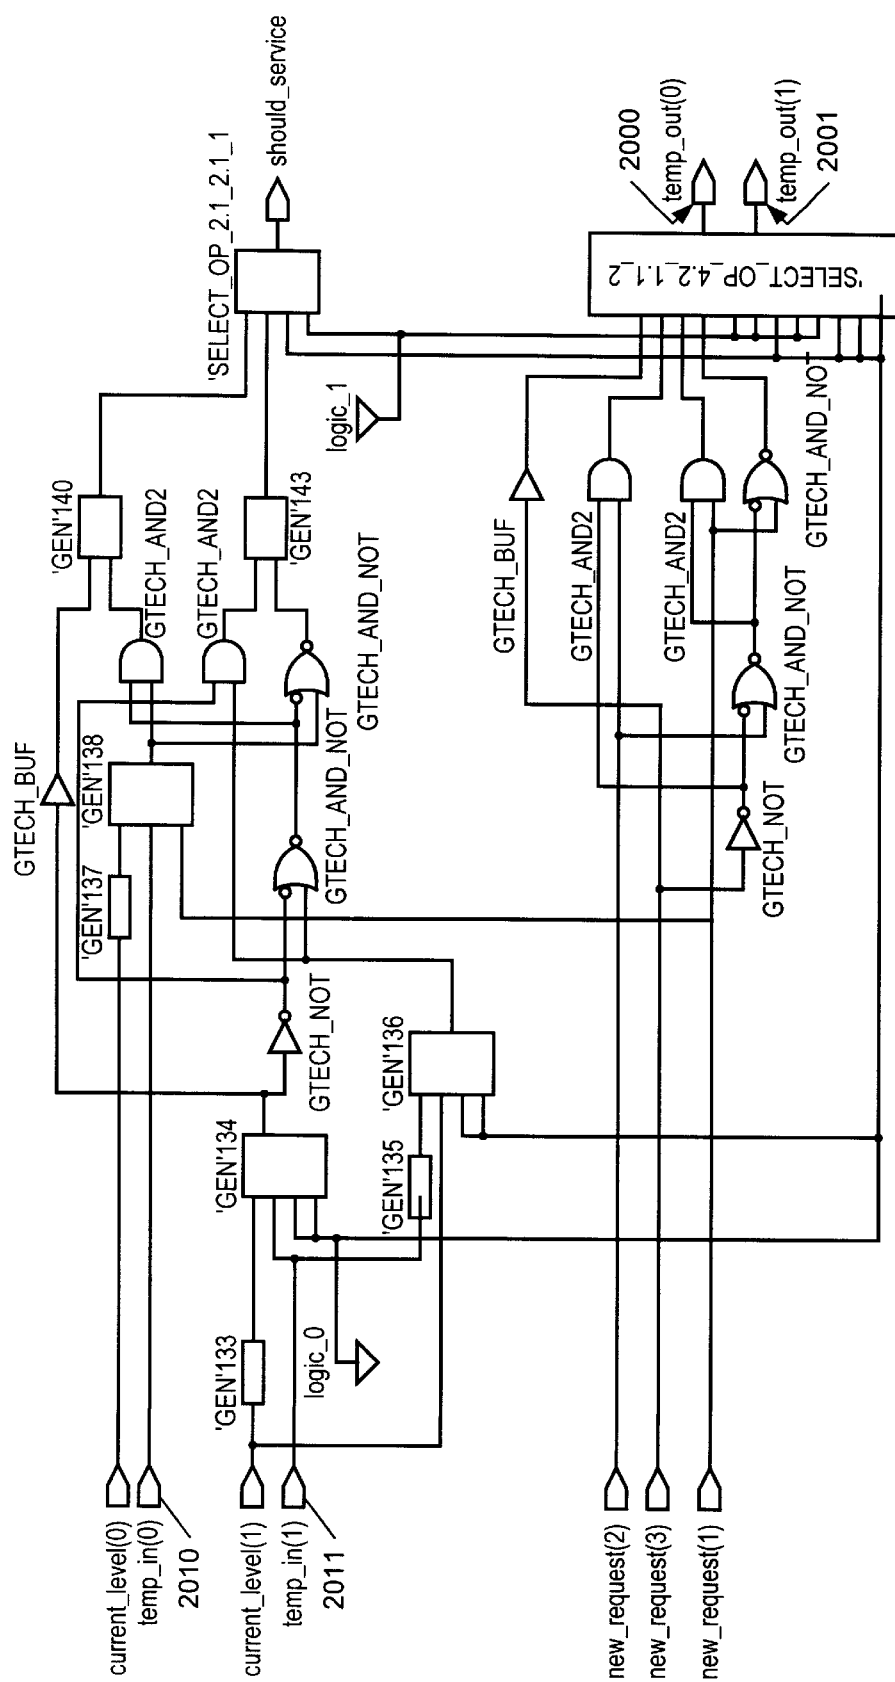 current_level(0)
temp_in(0)
2010
current_level(1)
temp_in(1)
2011
new_request(2)
new_request(3)
new_request(1)
'GEN'133
logic_0
'GEN'134
'GEN'135
'GEN'136
GTECH_NOT
'GEN'137
'GEN'138
GTECH_BUF
GTECH_AND_NOT
GTECH_AND_NOT
GTECH_AND2
GTECH_AND2
'GEN'140
'GEN'143
logic_1
'SELECT_OP_2.1_2.1_1
should_service
GTECH_NOT
GTECH_AND_NOT
GTECH_AND_NOT
GTECH_BUF
GTECH_AND2
GTECH_AND2
'SELECT_OP_4.2_1.1_2
2000
temp_out(0)
temp_out(1)
2001